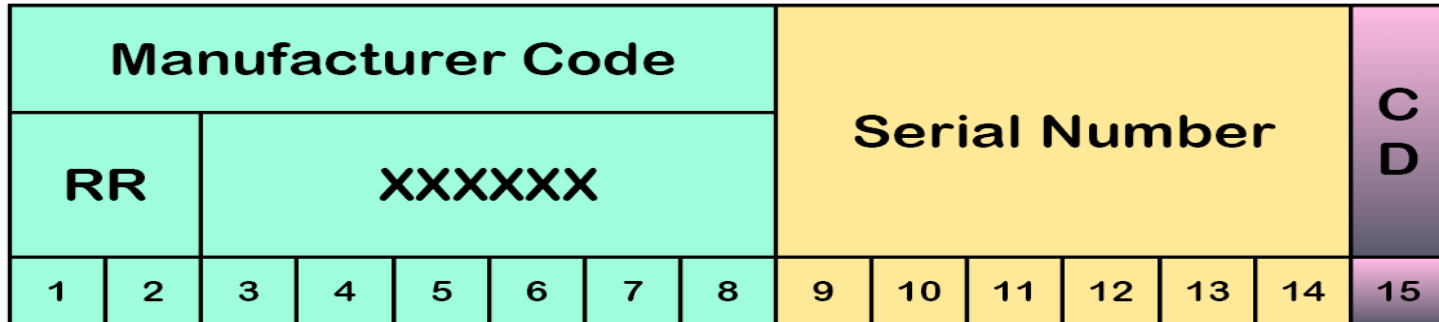 Manufacturer Code
RR XXXXXX
Serial Number
C
D
1 2 3 4 5 6 7 8 9 10 11 12 13 14 15